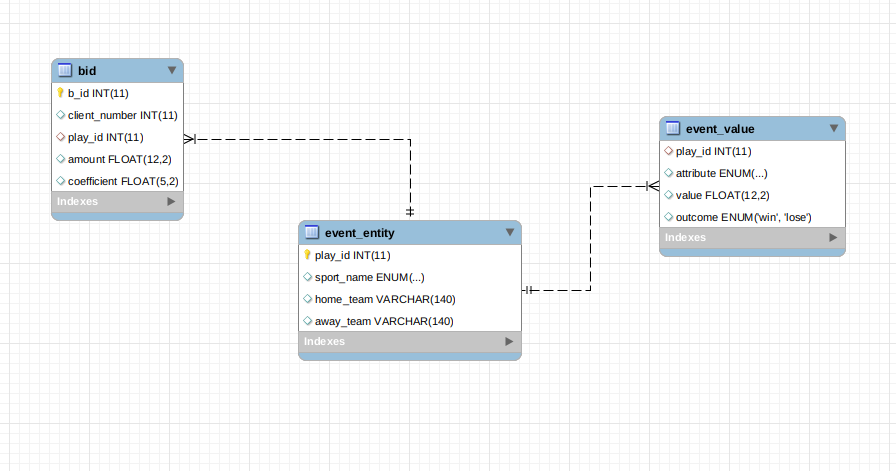 bid
b_id INT(11)
client_number INT(11)
play_id INT(11)
amount FLOAT(12,2)
coefficient FLOAT(5,2)
Indexes
event_entity
play_id INT(11)
sport_name ENUM(...)
home_team VARCHAR(140)
away_team VARCHAR(140)
Indexes
event_value
play_id INT(11)
attribute ENUM(...)
value FLOAT(12,2)
outcome ENUM('win', 'lose')
Indexes